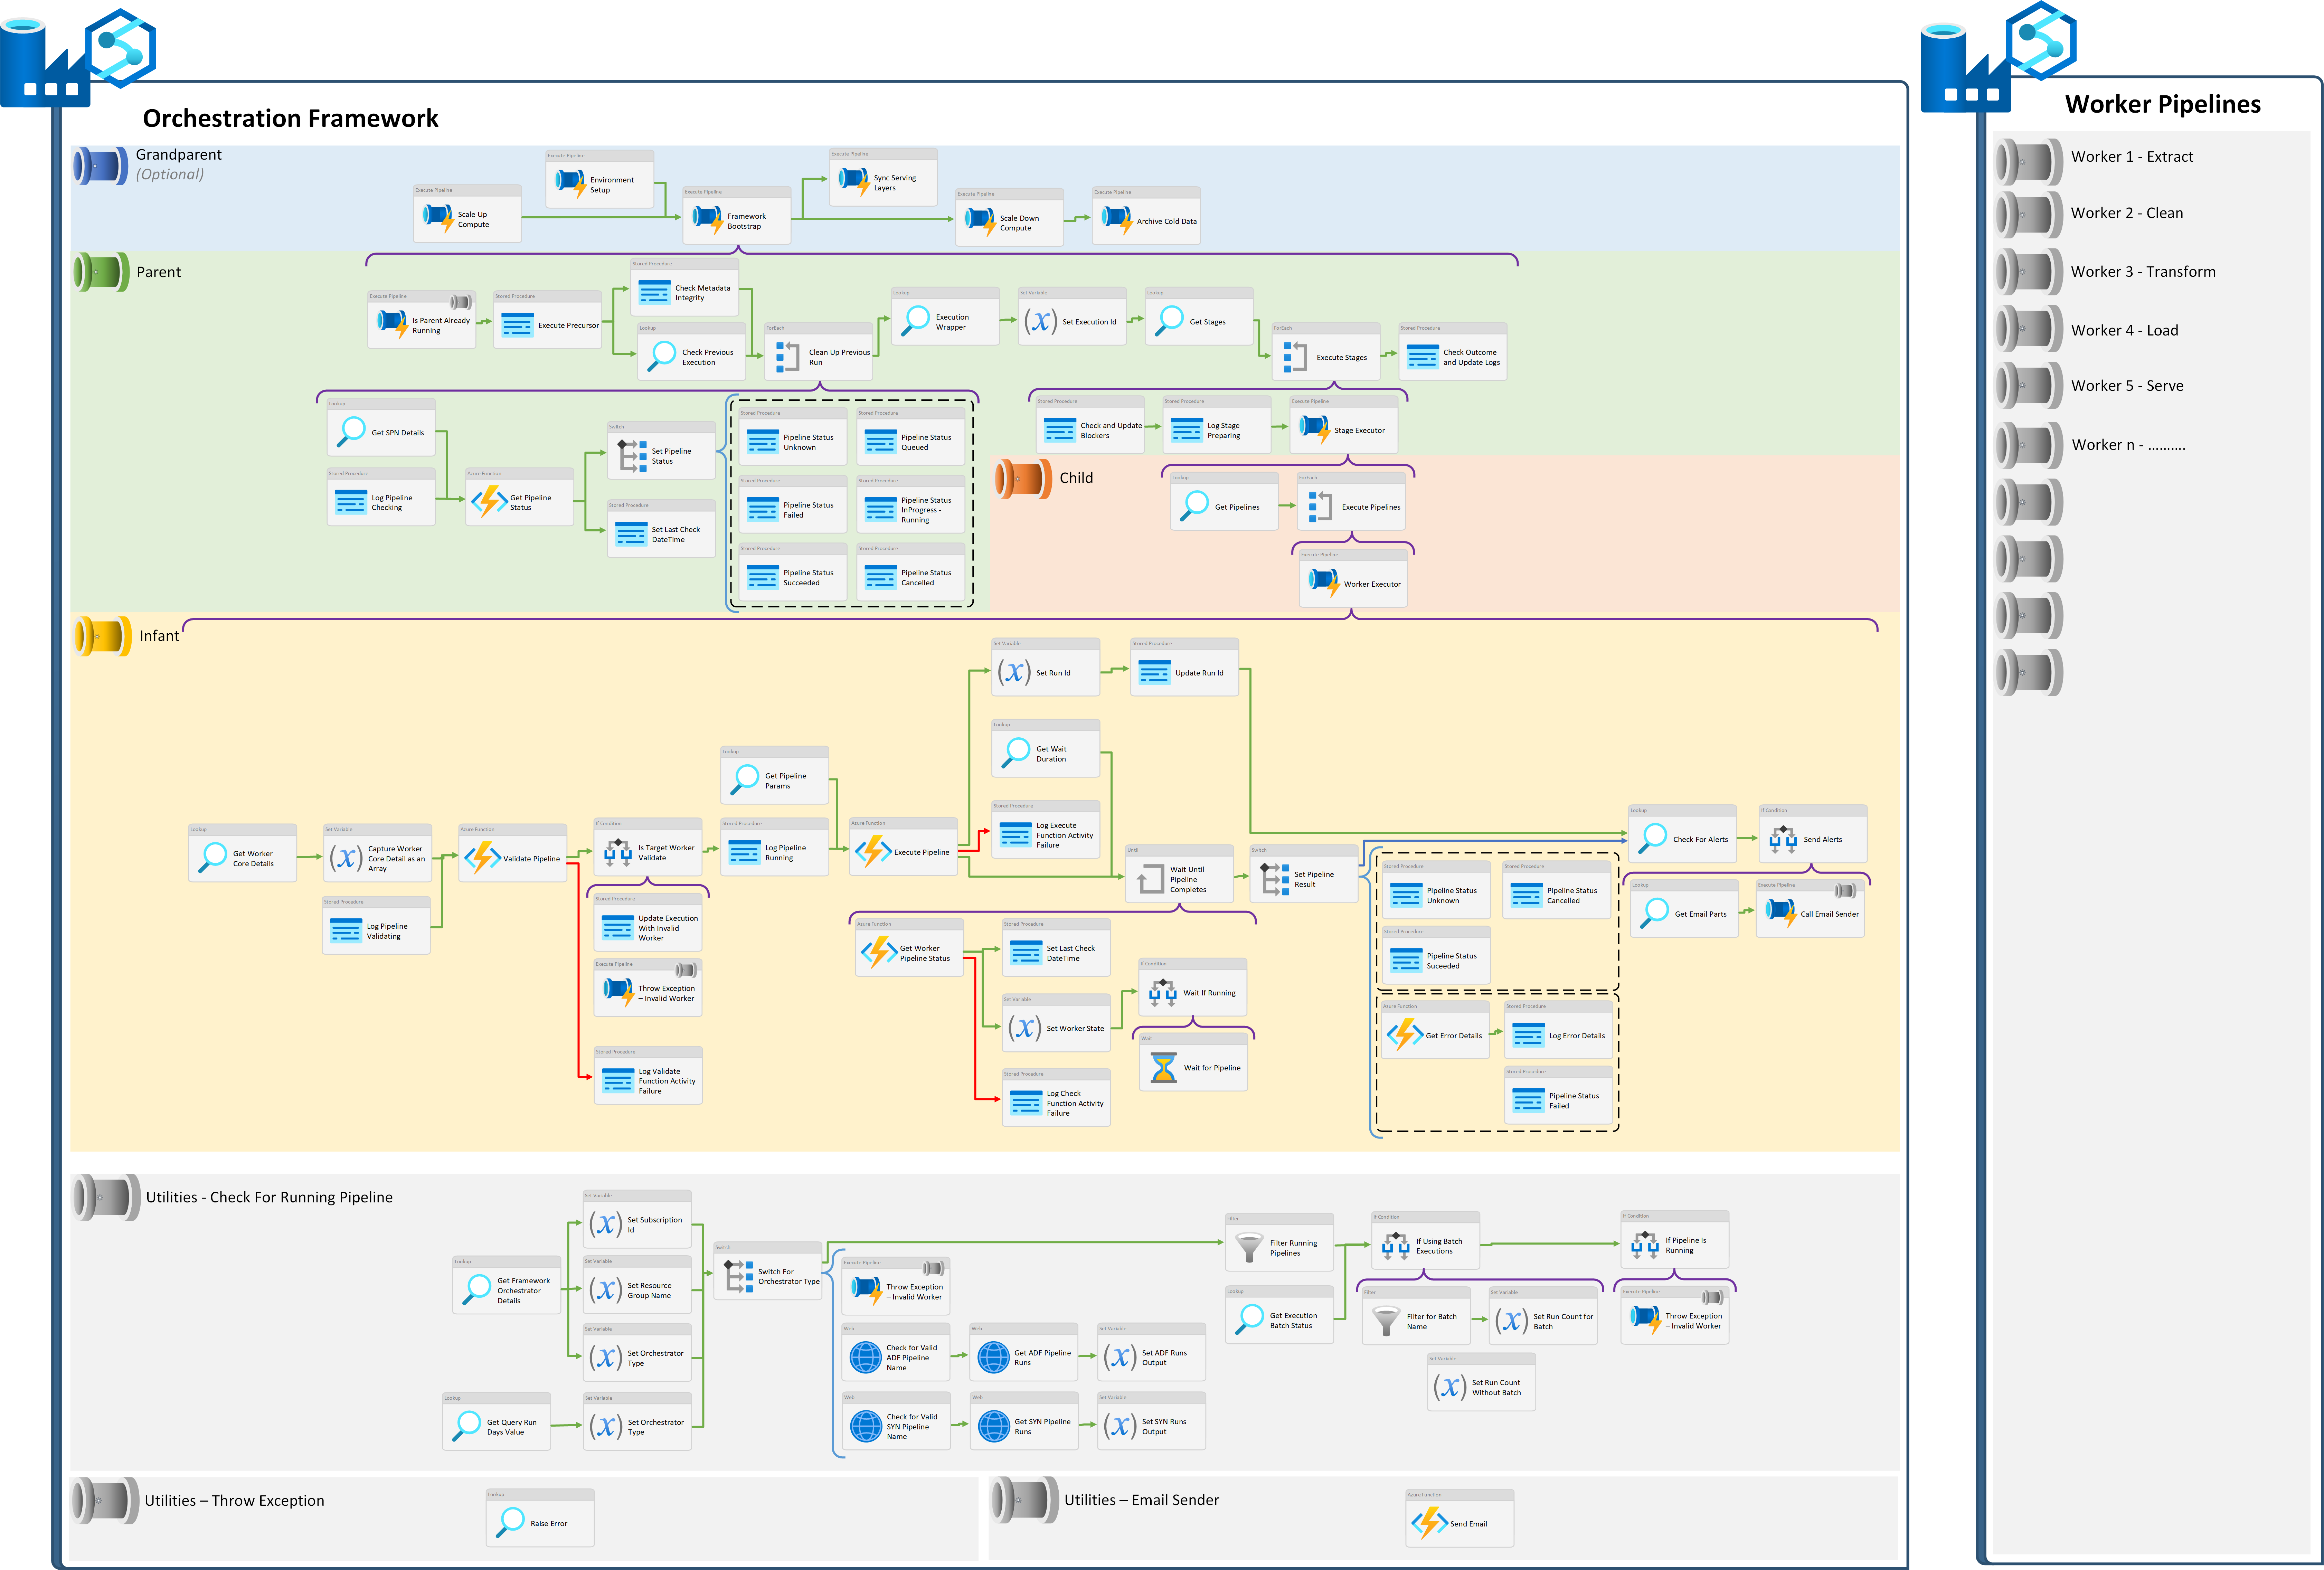 Orchestration Framework
Worker Pipelines
Grandparent
(Optional)
Execute Pipeline
Scale Up
Compute
Execute Pipeline
Environment
Setup
Execute Pipeline
Framework
Bootstrap
Execute Pipeline
Sync Serving
Layers
Execute Pipeline
Scale Down
Compute
Execute Pipeline
Archive Cold Data
Parent
Execute Pipeline
Is Parent Already
Running
Stored Procedure
Execute Precursor
Stored Procedure
Check Metadata
Integrity
Lookup
Check Previous
Execution
ForEach
Clean Up Previous
Run
Lookup
Execution
Wrapper
Set Variable
Set Execution Id
Lookup
Get Stages
ForEach
Execute Stages
Stored Procedure
Check Outcome
and Update Logs
Lookup
Get SPN Details
Stored Procedure
Log Pipeline
Checking
Azure Function
Get Pipeline
Status
Switch
Set Pipeline
Status
Stored Procedure
Set Last Check
DateTime
Stored Procedure
Pipeline Status
Unknown
Stored Procedure
Pipeline Status
Queued
Stored Procedure
Pipeline Status
Failed
Stored Procedure
Pipeline Status
InProgress -
Running
Stored Procedure
Pipeline Status
Succeeded
Stored Procedure
Pipeline Status
Cancelled
Stored Procedure
Check and Update
Blockers
Stored Procedure
Log Stage
Preparing
Execute Pipeline
Stage Executor
Child
Lookup
Get Pipelines
ForEach
Execute Pipelines
Execute Pipeline
Worker Executor
Infant
Lookup
Get Worker
Core Details
Set Variable
Capture Worker
Core Detail as an
Array
Stored Procedure
Log Pipeline
Validating
Azure Function
Validate Pipeline
If Condition
Is Target Worker
Validate
Stored Procedure
Update Execution
With Invalid
Worker
Execute Pipeline
Throw Exception
– Invalid Worker
Stored Procedure
Log Validate
Function Activity
Failure
Lookup
Get Pipeline
Params
Stored Procedure
Log Pipeline
Running
Azure Function
Execute Pipeline
Set Variable
Set Run Id
Stored Procedure
Update Run Id
Lookup
Get Wait
Duration
Stored Procedure
Log Execute
Function Activity
Failure
Until
Wait Until
Pipeline
Completes
Switch
Set Pipeline
Result
Azure Function
Get Worker
Pipeline Status
Stored Procedure
Set Last Check
DateTime
Set Variable
Set Worker State
Stored Procedure
Log Check
Function Activity
Failure
If Condition
Wait If Running
Wait
Wait for Pipeline
Stored Procedure
Pipeline Status
Unknown
Stored Procedure
Pipeline Status
Cancelled
Stored Procedure
Pipeline Status
Suceeded
Azure Function
Get Error Details
Stored Procedure
Log Error Details
Stored Procedure
Pipeline Status
Failed
Lookup
Check For Alerts
If Condition
Send Alerts
Lookup
Get Email Parts
Execute Pipeline
Call Email Sender
Utilities - Check For Running Pipeline
Lookup
Get Framework
Orchestrator
Details
Set Variable
Set Subscription
Id
Set Variable
Set Resource
Group Name
Set Variable
Set Orchestrator
Type
Lookup
Get Query Run
Days Value
Set Variable
Set Orchestrator
Type
Switch
Switch For
Orchestrator Type
Execute Pipeline
Throw Exception
– Invalid Worker
Web
Check for Valid
ADF Pipeline
Name
Web
Get ADF Pipeline
Runs
Set Variable
Set ADF Runs
Output
Web
Check for Valid
SYN Pipeline
Name
Web
Get SYN Pipeline
Runs
Set Variable
Set SYN Runs
Output
Filter
Filter Running
Pipelines
Lookup
Get Execution
Batch Status
If Condition
If Using Batch
Executions
Filter
Filter for Batch
Name
Set Variable
Set Run Count for
Batch
Set Variable
Set Run Count
Without Batch
If Condition
If Pipeline Is
Running
Execute Pipeline
Throw Exception
– Invalid Worker
Utilities – Throw Exception
Lookup
Raise Error
Utilities – Email Sender
Azure Function
Send Email
Worker 1 - Extract
Worker 2 - Clean
Worker 3 - Transform
Worker 4 - Load
Worker 5 - Serve
Worker n - ..........